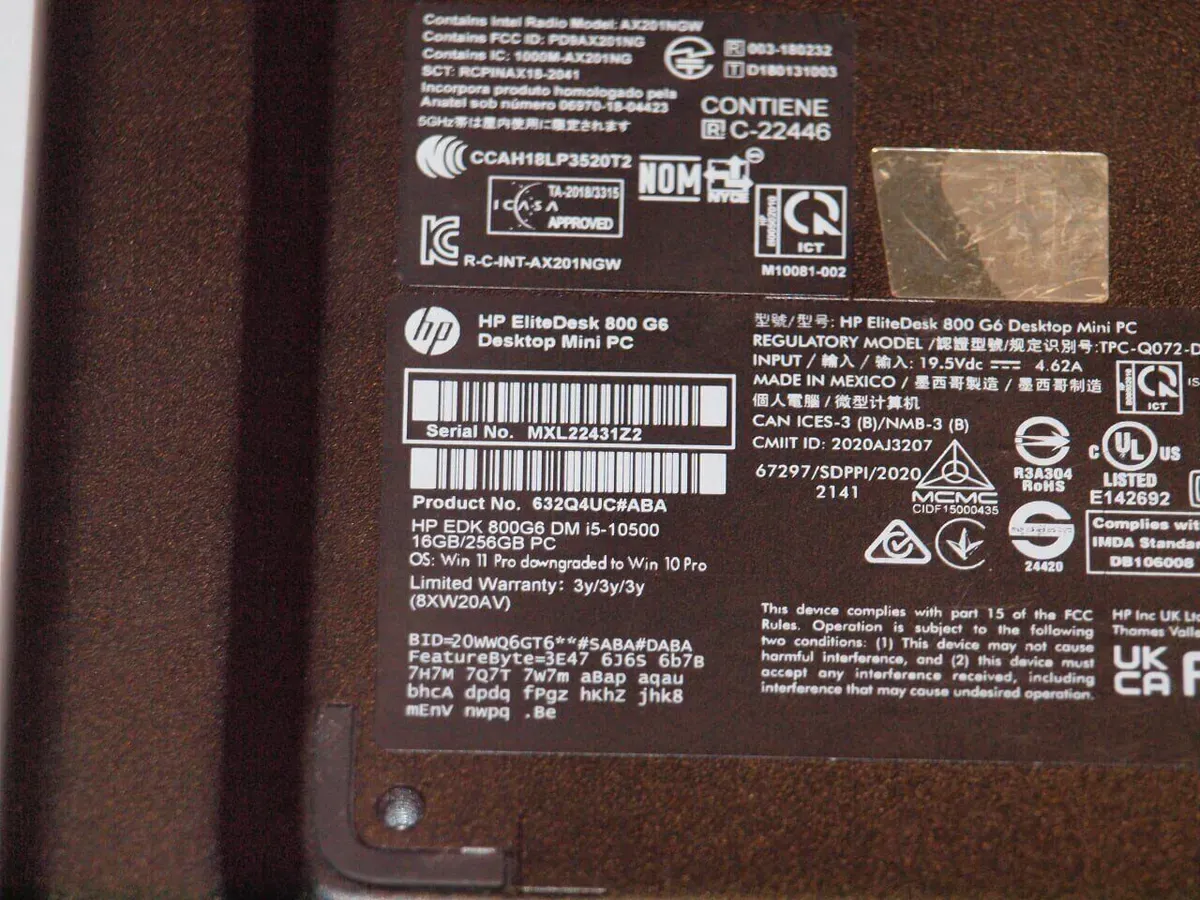 Contains Intel Radio Model: AX201NGW
Contains FCC ID: PD9AX201NG
Contains IC: 1000M-AX201NG
SCT: RCPINAX18-2041
Incorpora produto homologado pela
Anatel sob número 06970-18-04423
5GHz帯は屋内使用に限定されます
R 003-180232
T D180131003
CONTIENE
R C-22446
CCAH18LP3520T2
NOM
NYCE
TA-2018/3315
ICASA
APPROVED
R-C-INT-AX201NGW
HP
ICT
M10081-002
hp
HP EliteDesk 800 G6
Desktop Mini PC
Serial No. MXL22431Z2
Product No. 632Q4UC#ABA
HP EDK 800G6 DM i5-10500
16GB/256GB PC
OS: Win 11 Pro downgraded to Win 10 Pro
Limited Warranty: 3y/3y/3y
(8XW20AV)
BID=20WWQ6GT6**#SABA#DABA
FeatureByte=3E47 6J6S 6b7B
7H7M 7Q7T 7W7m aBap aqau
bhcA dpdq fPgz hKhZ jhk8
mEnV nwpq .Be
型號/型号: HP EliteDesk 800 G6 Desktop Mini PC
REGULATORY MODEL /認證型號/规定识別号:TPC-Q072-D
INPUT / 輸入 / 输入: 19.5Vdc 4.62A
MADE IN MEXICO / 墨西哥製造 / 墨西哥制造
個人電腦 / 微型计算机
CAN ICES-3 (B)/NMB-3 (B)
CMIIT ID: 2020AJ3207
67297/SDPPI/2020
2141
MCMC
CIDF15000435
ICT
R3A304
RoHS
C UL US
LISTED
E142692
24420
Complies wit
IMDA Standar
DB106008
This device complies with part 15 of the FCC
Rules. Operation is subject to the following
two conditions: (1) This device may not cause
harmful interference, and (2) this device must
accept any interference received, including
interference that may cause undesired operation.
HP Inc UK Lt
Thames Vall
UK
CA